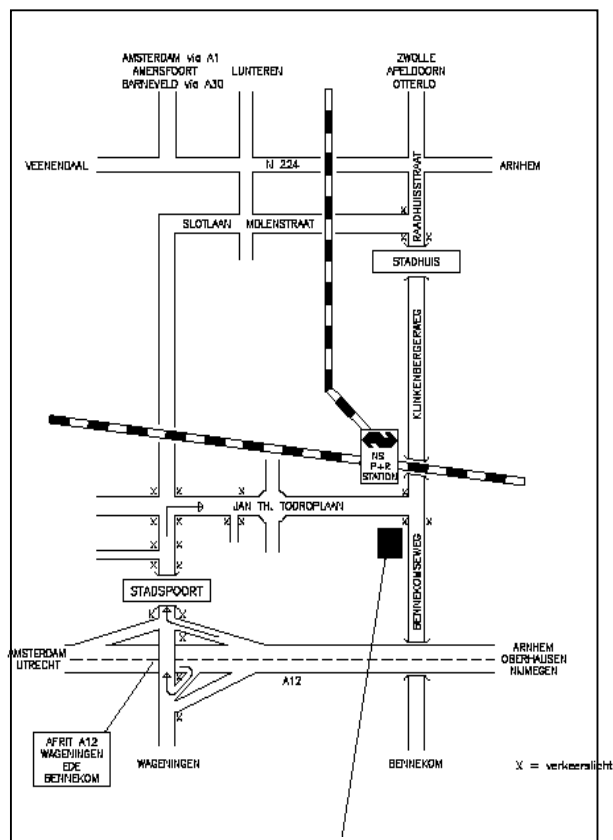 AMSTERDAM via A1
AMERSFOORT
BARNEVELD via A30
LUNTEREN
ZWOLLE
APELDOORN
OTTERLO
VEENENDAAL
N 224
ARNHEM
RAADHUISSTRAAT
SLOTLAAN
MOLENSTRAAT
STADHUIS
KLINKENBERGERWEG
NS
P+R
STATION
JAN TH. TOOROPLAAN
BENNEKOMSEWEG
STADSPOORT
AMSTERDAM
UTRECHT
ARNHEM
OBERHAUSEN
NIJMEGEN
A12
AFRIT A12
WAGENINGEN
EDE
BENNEKOM
WAGENINGEN
BENNEKOM
X = verkeerslicht